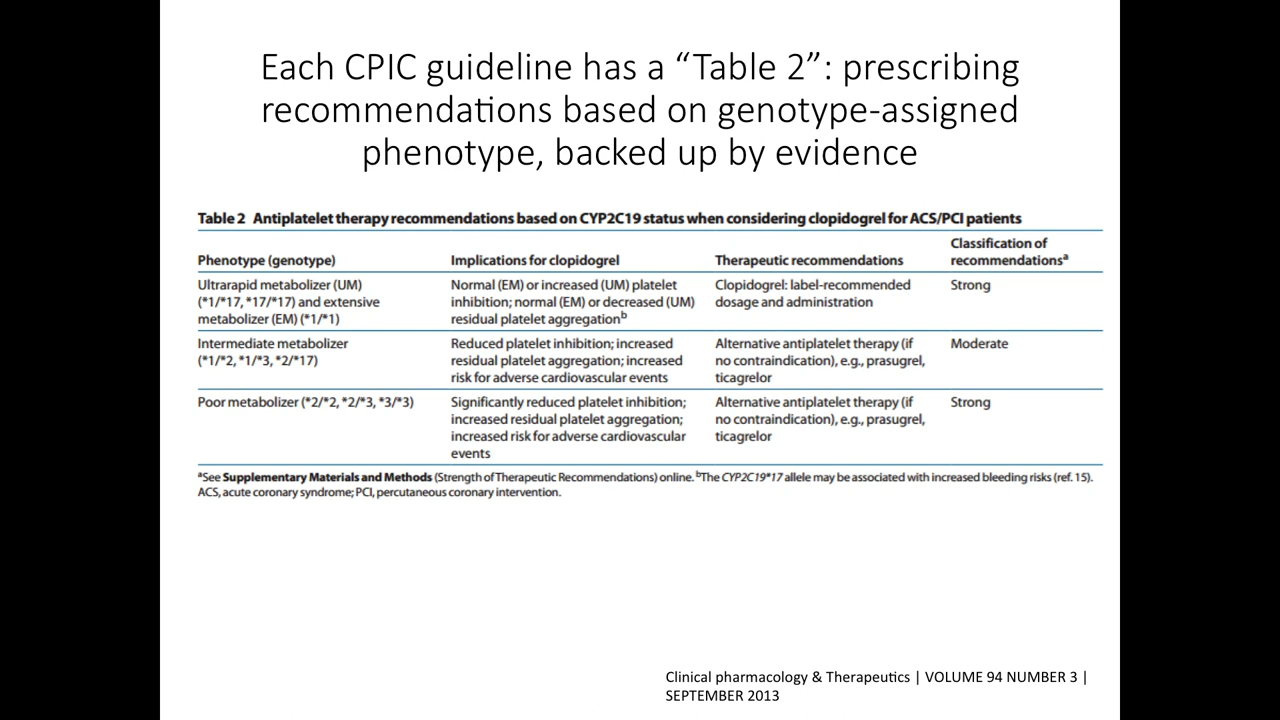 Each CPIC guideline has a “Table 2”: prescribing
recommendations based on genotype-assigned
phenotype, backed up by evidence
Table 2 Antiplatelet therapy recommendations based on CYP2C19 status when considering clopidogrel for ACS/PCI patients
Phenotype (genotype) Implications for clopidogrel Therapeutic recommendations Classification of recommendationsᵃ
Ultrarapid metabolizer (UM) Normal (EM) or increased (UM) platelet Clopidogrel: label-recommended Strong
(*1/*17, *17/*17) and extensive inhibition; normal (EM) or decreased (UM) dosage and administration
metabolizer (EM) (*1/*1) residual platelet aggregationᵇ
Intermediate metabolizer Reduced platelet inhibition; increased Alternative antiplatelet therapy (if Moderate
(*1/*2, *1/*3, *2/*17) residual platelet aggregation; increased no contraindication), e.g., prasugrel,
risk for adverse cardiovascular events ticagrelor
Poor metabolizer (*2/*2, *2/*3, *3/*3) Significantly reduced platelet inhibition; Alternative antiplatelet therapy (if Strong
increased residual platelet aggregation; no contraindication), e.g., prasugrel,
increased risk for adverse cardiovascular ticagrelor
events
ᵃSee Supplementary Materials and Methods (Strength of Therapeutic Recommendations) online. ᵇThe CYP2C19*17 allele may be associated with increased bleeding risks (ref. 15).
ACS, acute coronary syndrome; PCI, percutaneous coronary intervention.
Clinical pharmacology & Therapeutics | VOLUME 94 NUMBER 3 |
SEPTEMBER 2013